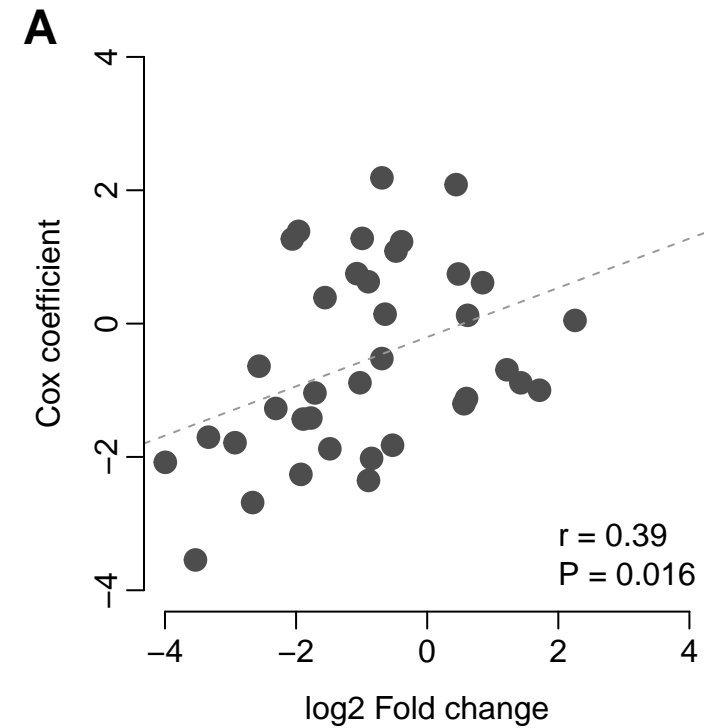 A
4
2
0
−2
−4
Cox coefficient
r = 0.39
P = 0.016
−4 −2 0 2 4
log2 Fold change